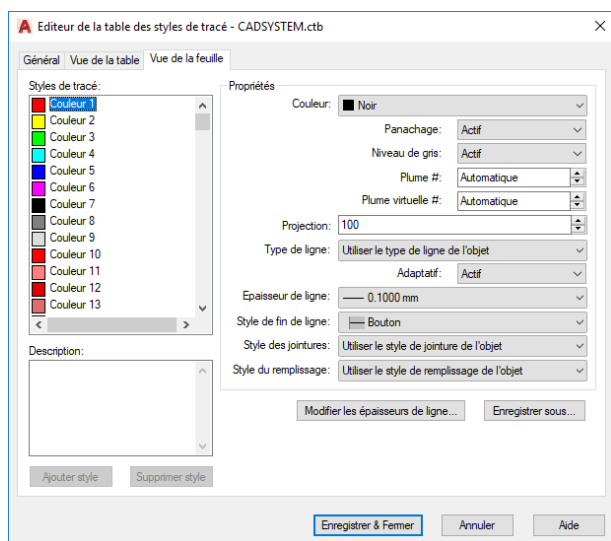 Editeur de la table des styles de tracé - CADSYSTEM.ctb
Général Vue de la table Vue de la feuille
Styles de tracé:
Couleur 1
Couleur 2
Couleur 3
Couleur 4
Couleur 5
Couleur 6
Couleur 7
Couleur 8
Couleur 9
Couleur 10
Couleur 11
Couleur 12
Couleur 13
Description:
Ajouter style Supprimer style
Propriétés
Couleur: Noir
Panachage: Actif
Niveau de gris: Actif
Plume #: Automatique
Plume virtuelle #: Automatique
Projection: 100
Type de ligne: Utiliser le type de ligne de l'objet
Adaptatif: Actif
Epaisseur de ligne: 0.1000 mm
Style de fin de ligne: Bouton
Style des jointures: Utiliser le style de jointure de l'objet
Style du remplissage: Utiliser le style de remplissage de l'objet
Modifier les épaisseurs de ligne... Enregistrer sous...
Enregistrer & Fermer Annuler Aide